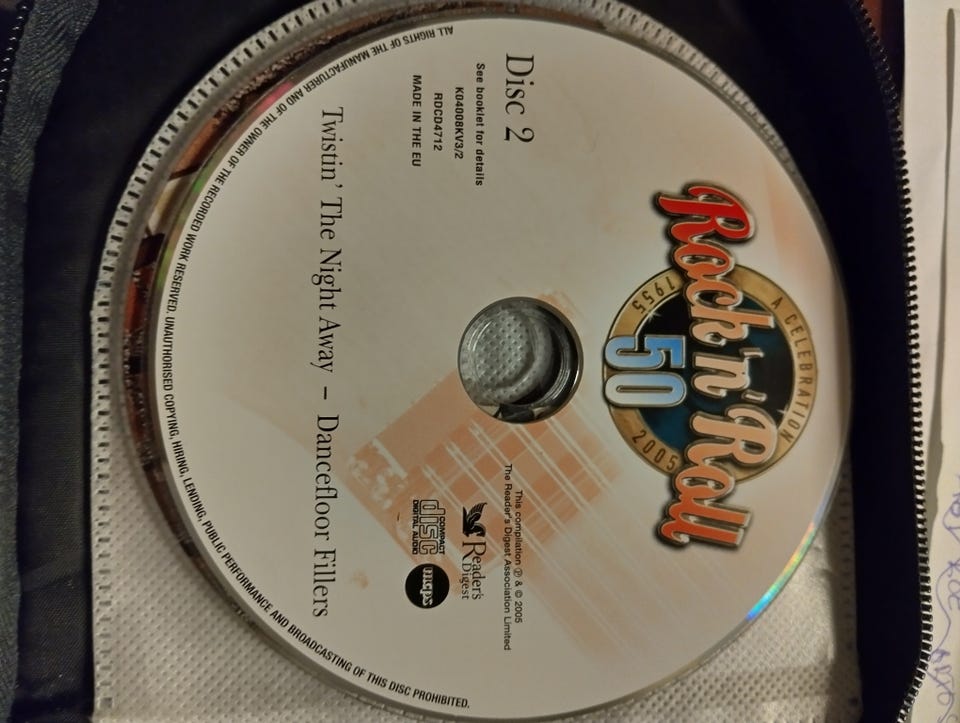 Rock 'n' Roll
A CELEBRATION
1955
50
2005
Disc 2
See booklet for details
K04008KV3/2
RDCD4712
MADE IN THE EU
This compilation ℗ & © 2005
The Reader's Digest Association Limited
Reader's
Digest
COMPACT
disc
DIGITAL AUDIO
mcps
Twistin' The Night Away – Dancefloor Fillers
ALL RIGHTS OF THE MANUFACTURER AND OF THE OWNER OF THE RECORDED WORK RESERVED. UNAUTHORISED COPYING, HIRING, LENDING, PUBLIC PERFORMANCE AND BROADCASTING OF THIS DISC PROHIBITED.